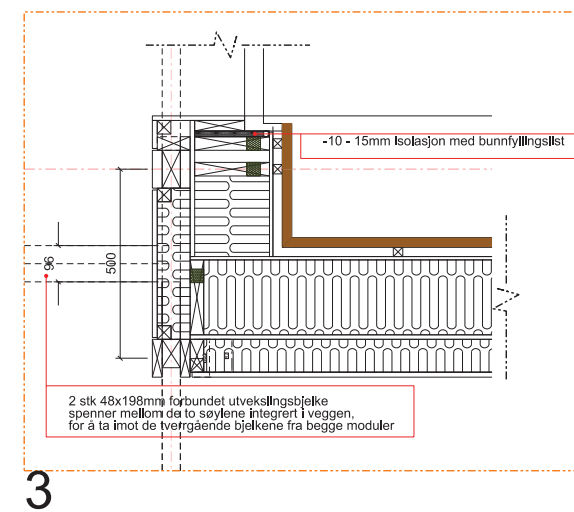 -10 - 15mm Isolasjon med bunnfyllingslist
96
500
2 stk 48x198mm forbundet utvekslingsbjelke
spenner mellom de to søylene integrert i veggen,
for å ta imot de tverrgående bjelkene fra begge moduler
3